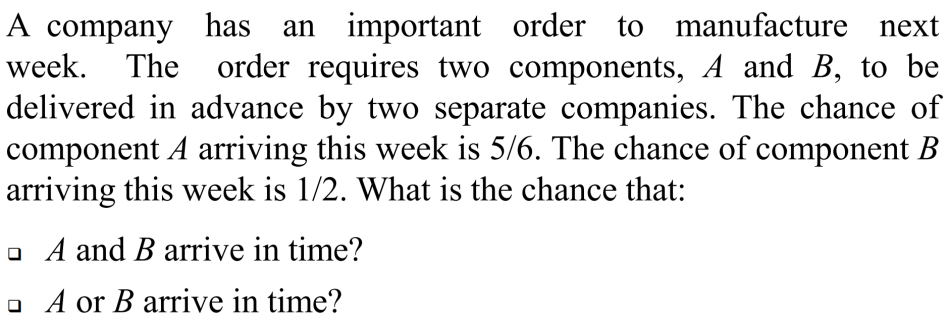 A company has an important order to manufacture next
week. The order requires two components, A and B, to be
delivered in advance by two separate companies. The chance of
component A arriving this week is 5/6. The chance of component B
arriving this week is 1/2. What is the chance that:
❑ A and B arrive in time?
❑ A or B arrive in time?